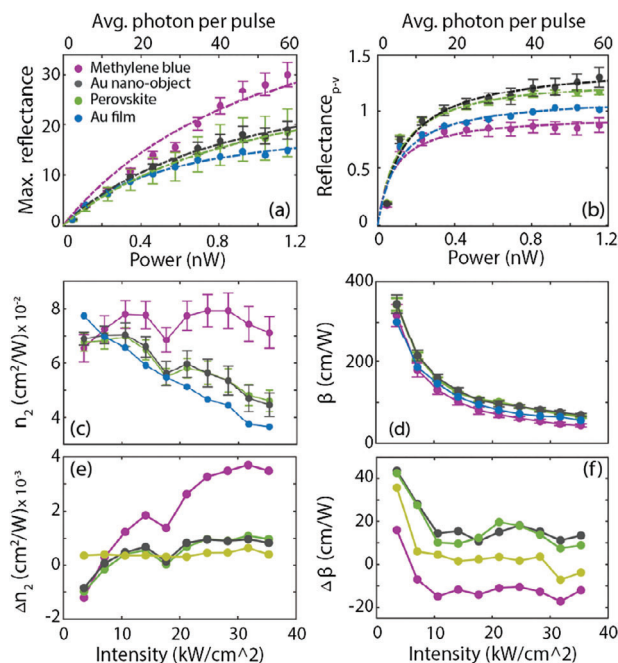 Avg. photon per pulse
0 20 40 60
Methylene blue
Au nano-object
Perovskite
Au film
Max. reflectance
30
20
10
0
(a)
0 0.4 0.8 1.2
Power (nW)
Avg. photon per pulse
0 20 40 60
Reflectance p-v
1.5
1
0.5
0
(b)
0 0.4 0.8 1.2
Power (nW)
n2 (cm²/W)×10⁻²
8
6
4
(c)
β (cm/W)
400
200
0
(d)
Δn2 (cm²/W)×10⁻³
4
2
0
-2
(e)
0 10 20 30 40
Intensity (kW/cm^2)
Δβ (cm/W)
40
20
0
-20
(f)
0 10 20 30 40
Intensity (kW/cm^2)